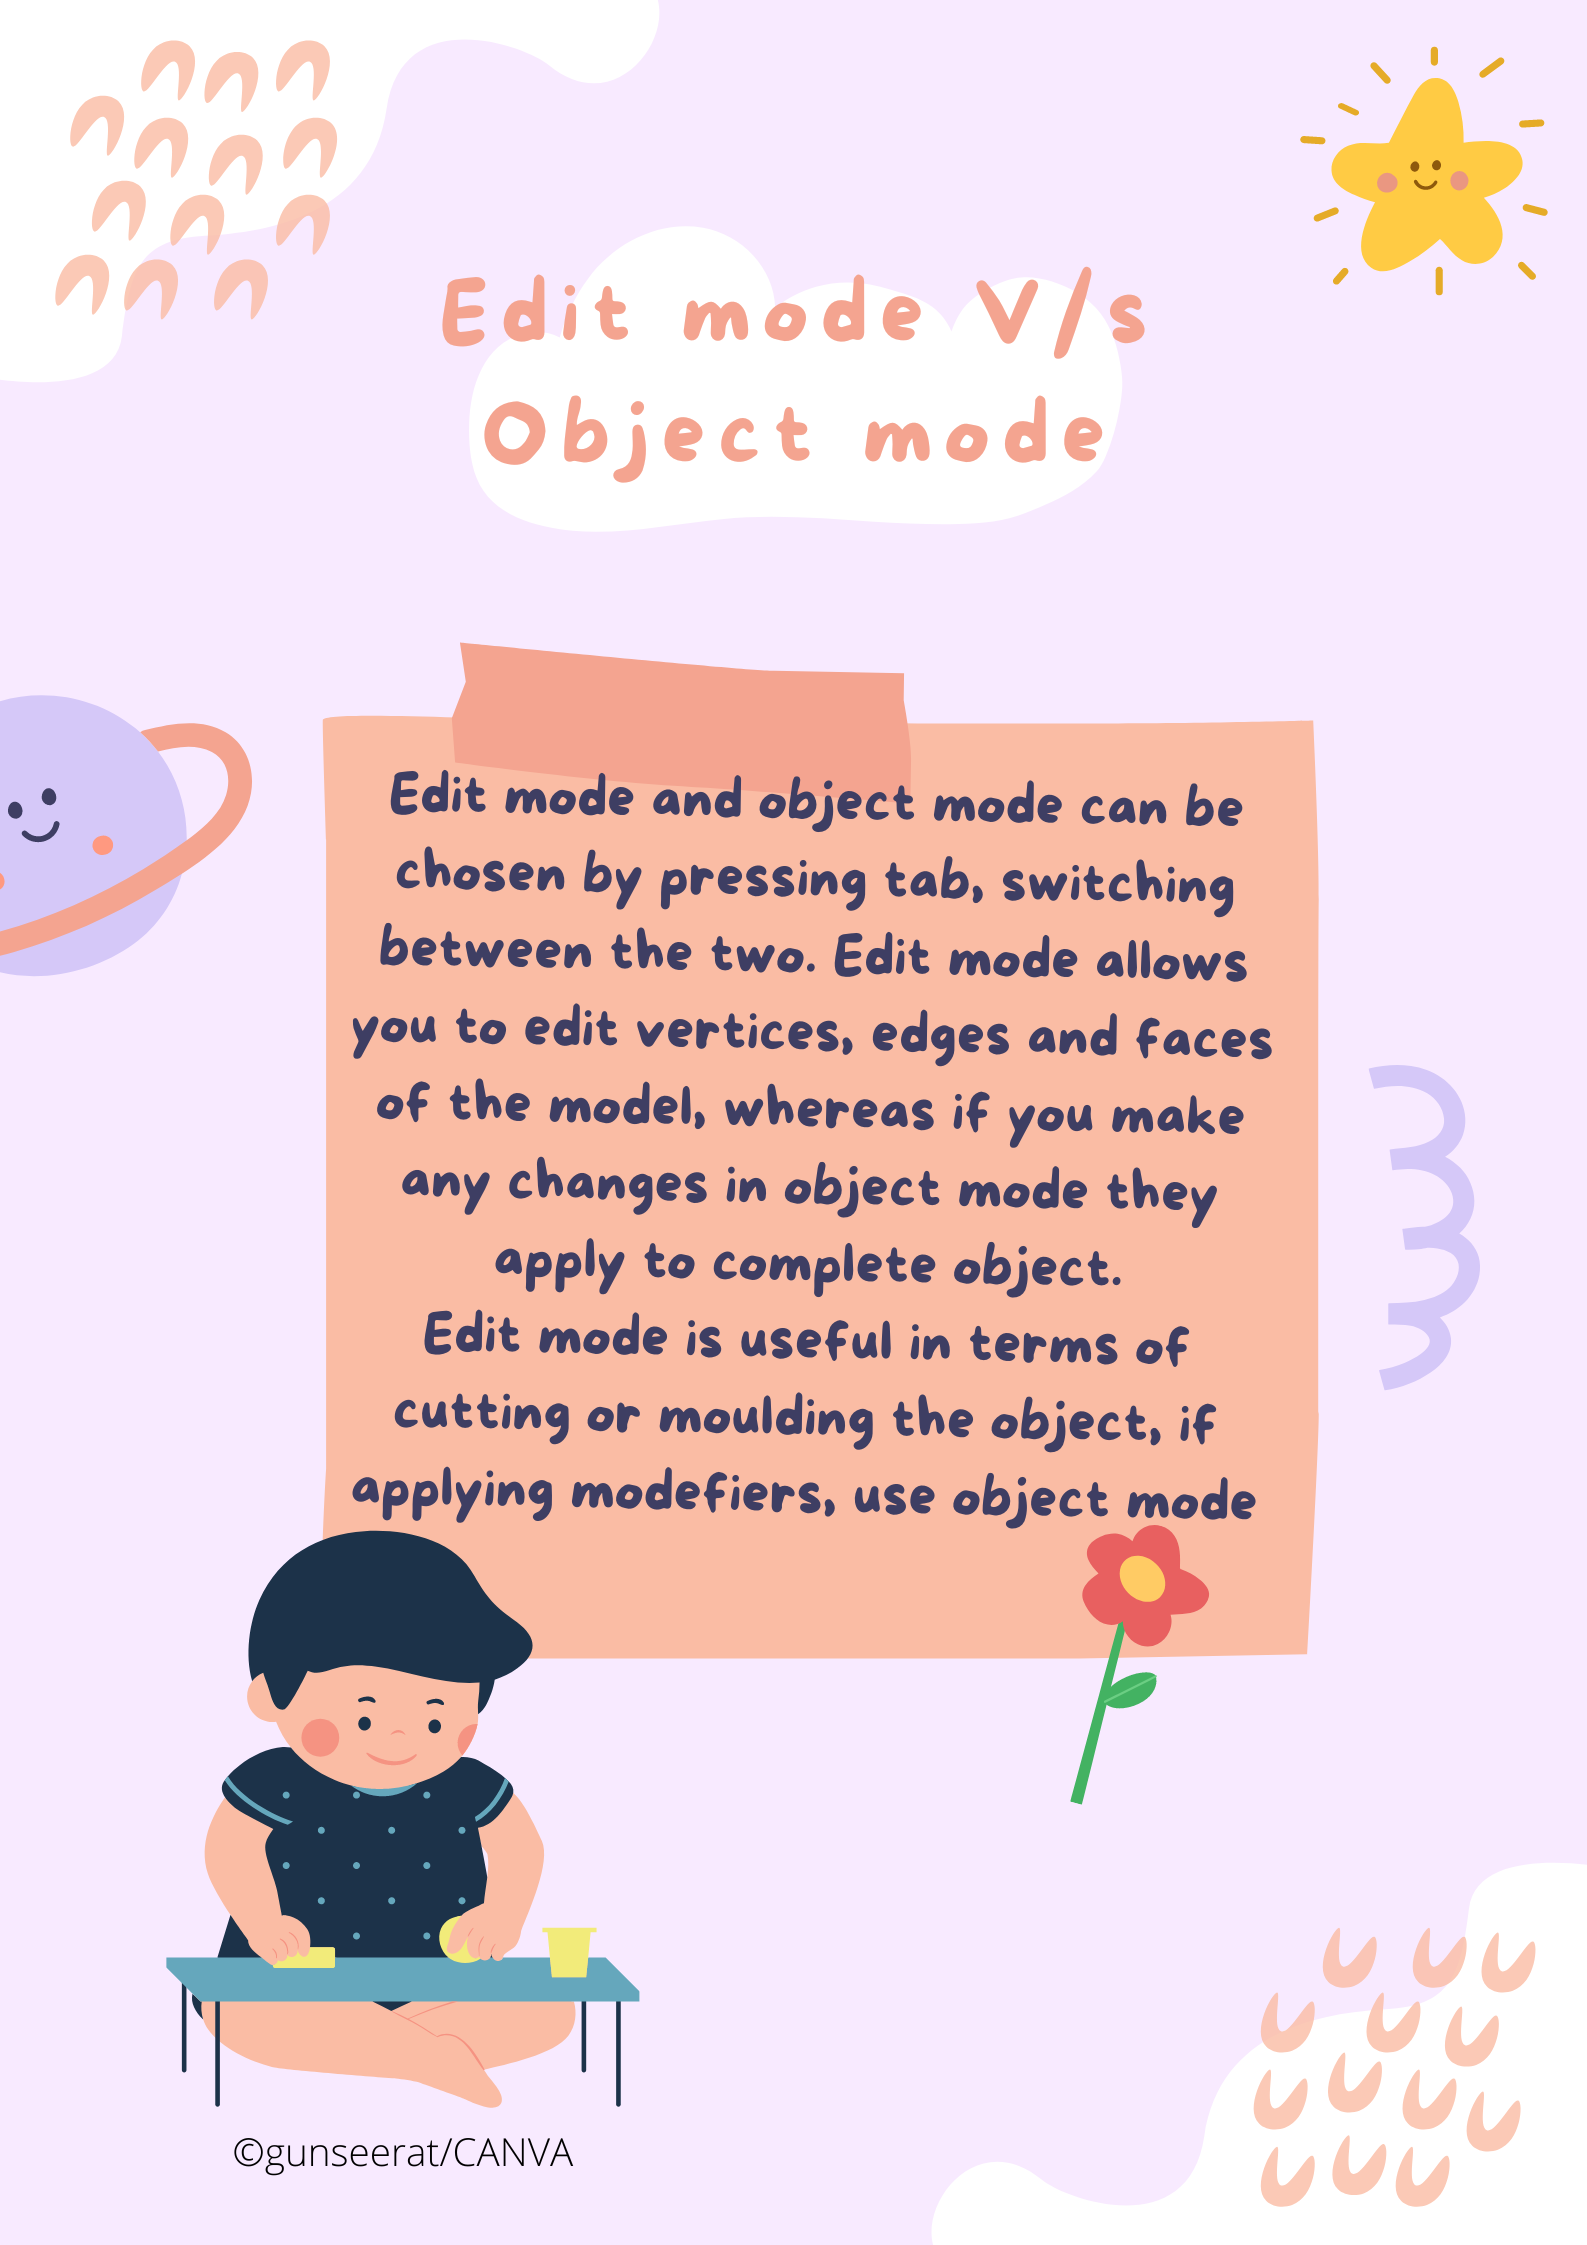 Edit mode V/s
Object mode
Edit mode and object mode can be
chosen by pressing tab, switching
between the two. Edit mode allows
you to edit vertices, edges and faces
of the model, whereas if you make
any changes in object mode they
apply to complete object.
Edit mode is useful in terms of
cutting or moulding the object, if
applying modefiers, use object mode
©gunseerat/CANVA